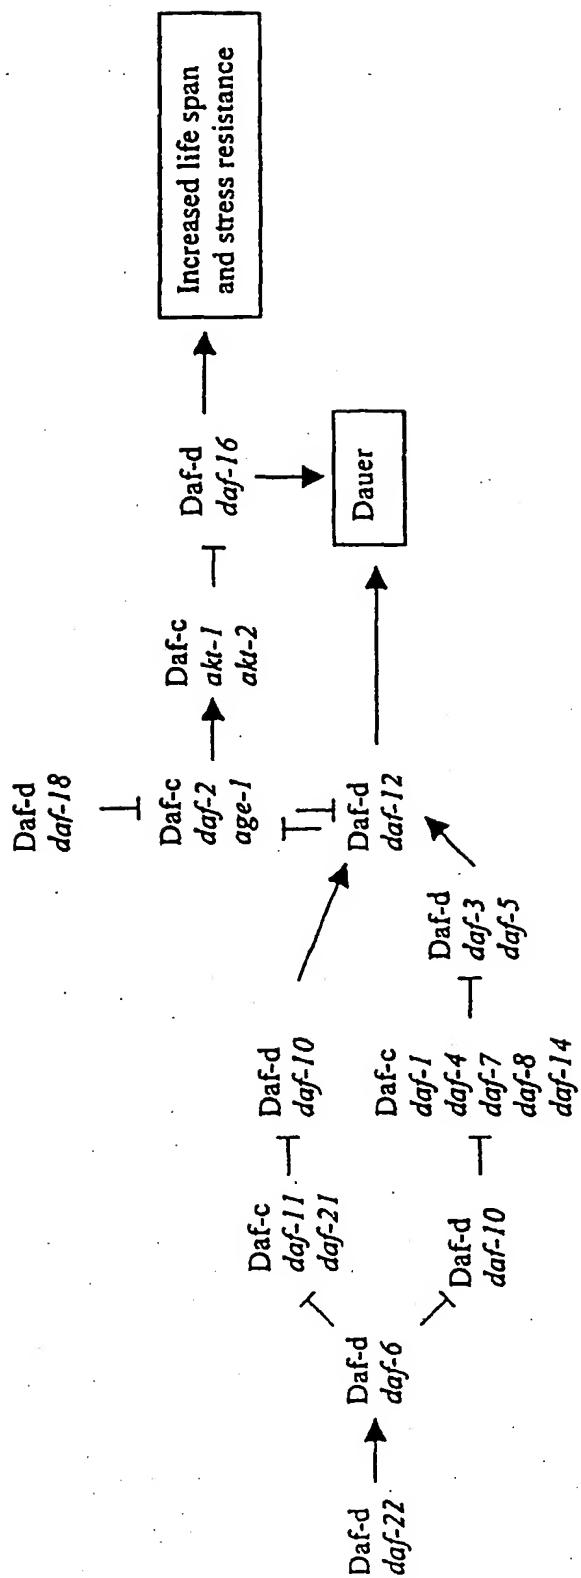 Daf-d
daf-22
Daf-d
daf-6
Daf-c
daf-11
daf-21
Daf-d
daf-10
Daf-d
daf-10
Daf-c
daf-1
daf-4
daf-7
daf-8
daf-14
Daf-d
daf-3
daf-5
Daf-d
daf-18
Daf-c
daf-2
age-1
Daf-d
daf-12
Daf-c
akt-1
akt-2
Daf-d
daf-16
Dauer
Increased life span
and stress resistance